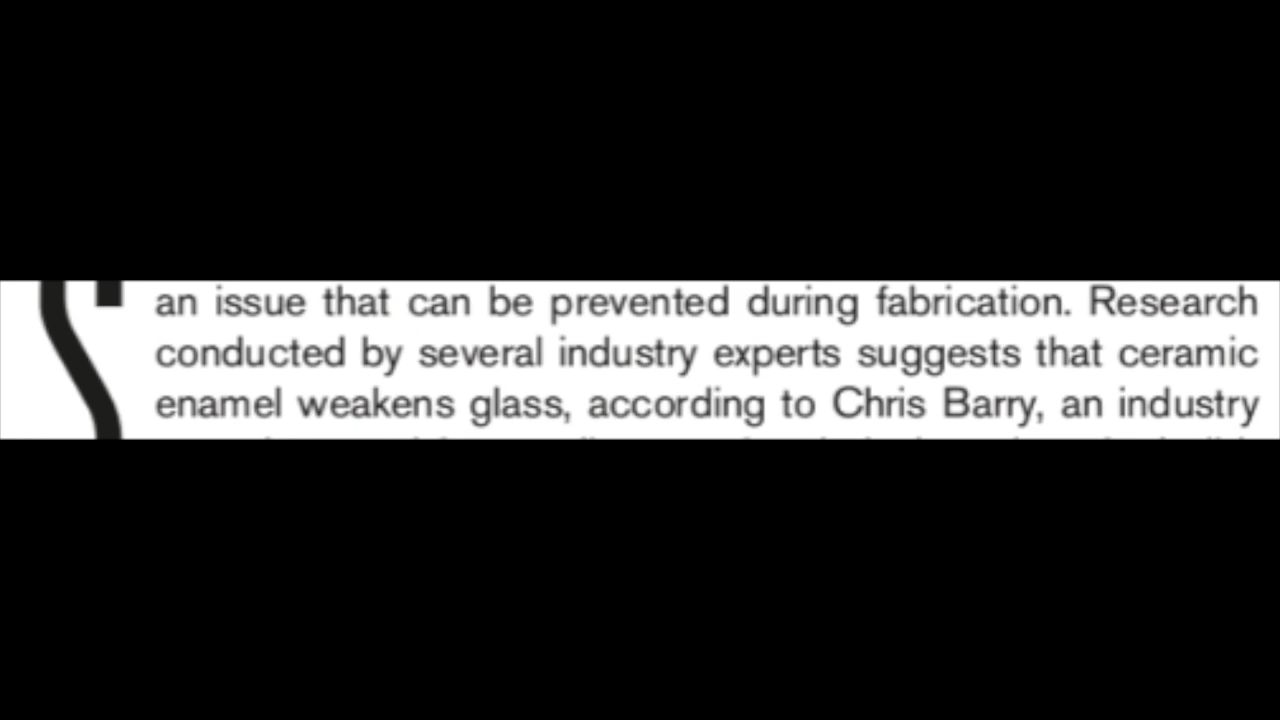 an issue that can be prevented during fabrication. Research
conducted by several industry experts suggests that ceramic
enamel weakens glass, according to Chris Barry, an industry